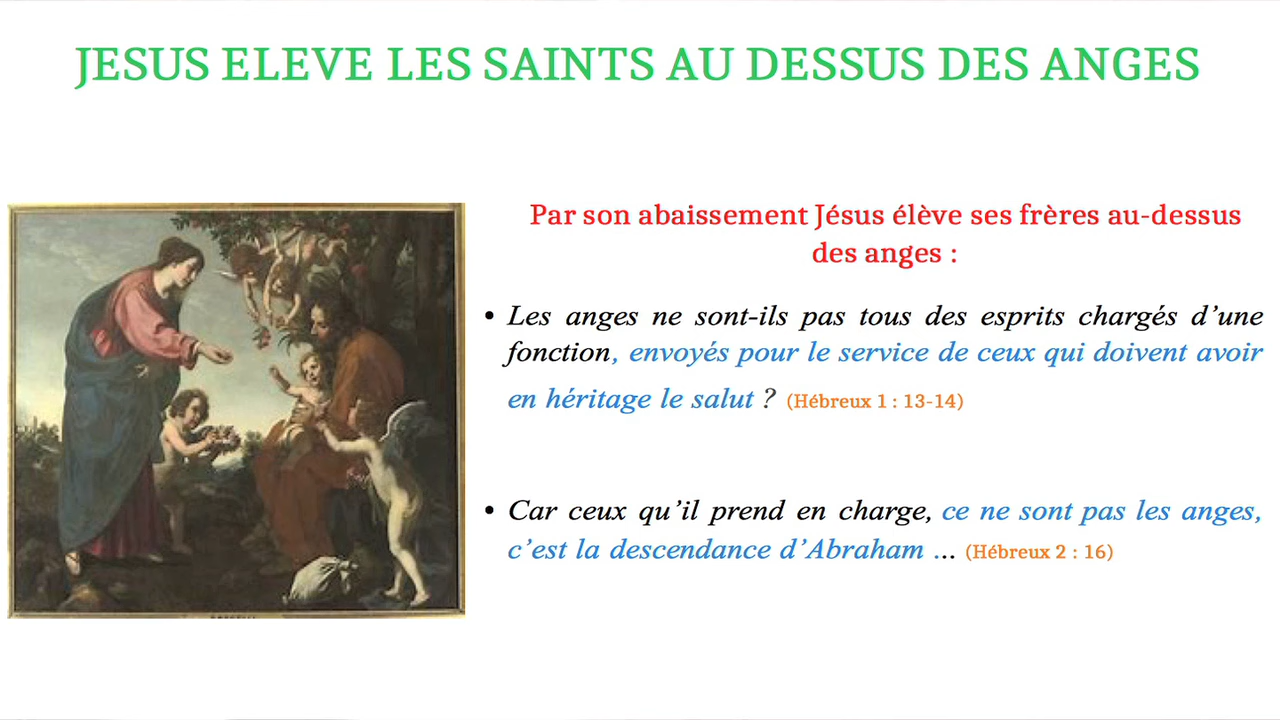 JESUS ELEVE LES SAINTS AU DESSUS DES ANGES
Par son abaissement Jésus élève ses frères au-dessus
des anges :
• Les anges ne sont-ils pas tous des esprits chargés d’une
fonction, envoyés pour le service de ceux qui doivent avoir
en héritage le salut ? (Hébreux 1 : 13-14)
• Car ceux qu’il prend en charge, ce ne sont pas les anges,
c’est la descendance d’Abraham ... (Hébreux 2 : 16)